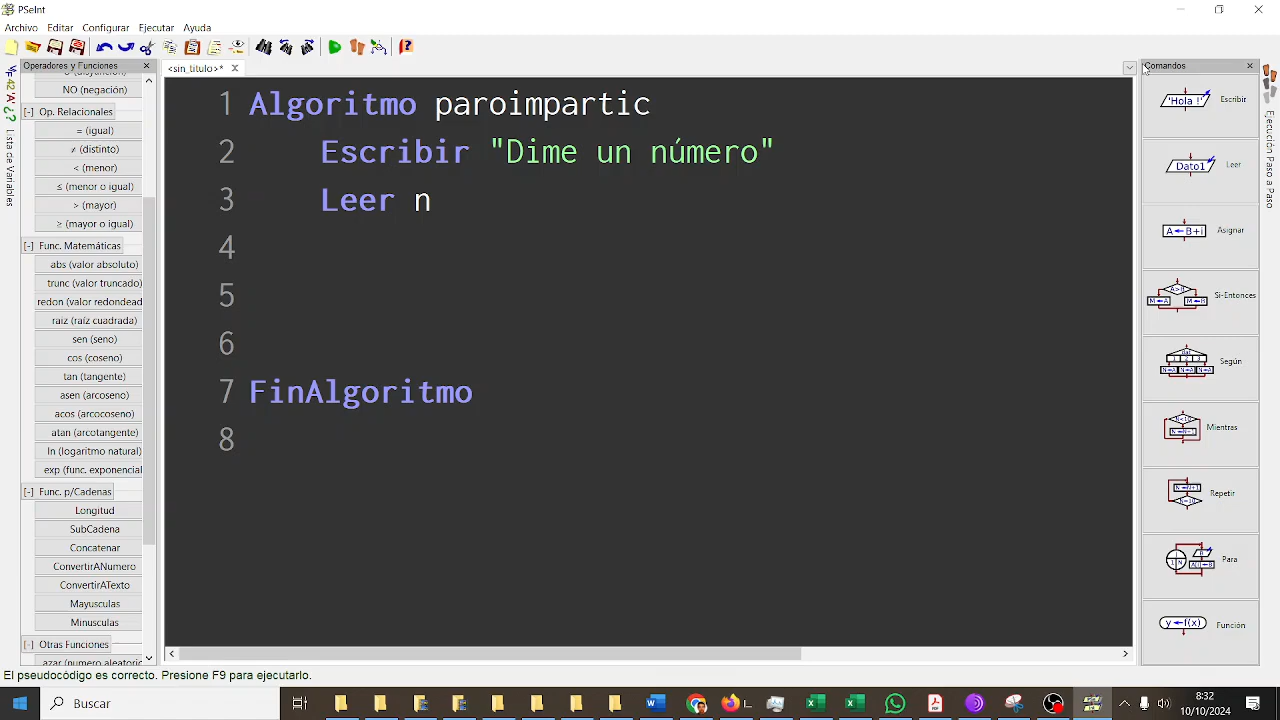 PSeInt
Archivo Editar Configurar Ejecutar Ayuda
Operadores y Funciones
<sin_titulo>*
Comandos
NO (negación)
[-] Op. Relacionales
= (igual)
≠ (distinto)
< (menor)
≤ (menor o igual)
> (mayor)
≥ (mayor o igual)
[-] Func. Matemáticas
abs (valor absoluto)
trunc (valor truncado)
redon (valor redondead
raiz (raíz cuadrada)
sen (seno)
cos (coseno)
tan (tangente)
asen (arcoseno)
acos (arcocoseno)
atan (arcotangente)
ln (logaritmo natural)
exp (func. exponencial
[-] Func. p/Cadenas
Longitud
SubCadena
Concatenar
ConvertirANumero
ConvertirATexto
Mayusculas
Minusculas
[-] Otras Funciones
Lista de Variables
1 Algoritmo paroimpartic
2 Escribir "Dime un número"
3 Leer n
4
5
6
7 FinAlgoritmo
8
'Hola !' Escribir
Dato1 Leer
A←B+i Asignar
Si-Entonces
Según
Mientras
Repetir
Para
y←f(x) Función
Ejecución Paso a Paso
El pseudocódigo es correcto. Presione F9 para ejecutarlo.
Buscar
8:32
10/10/2024